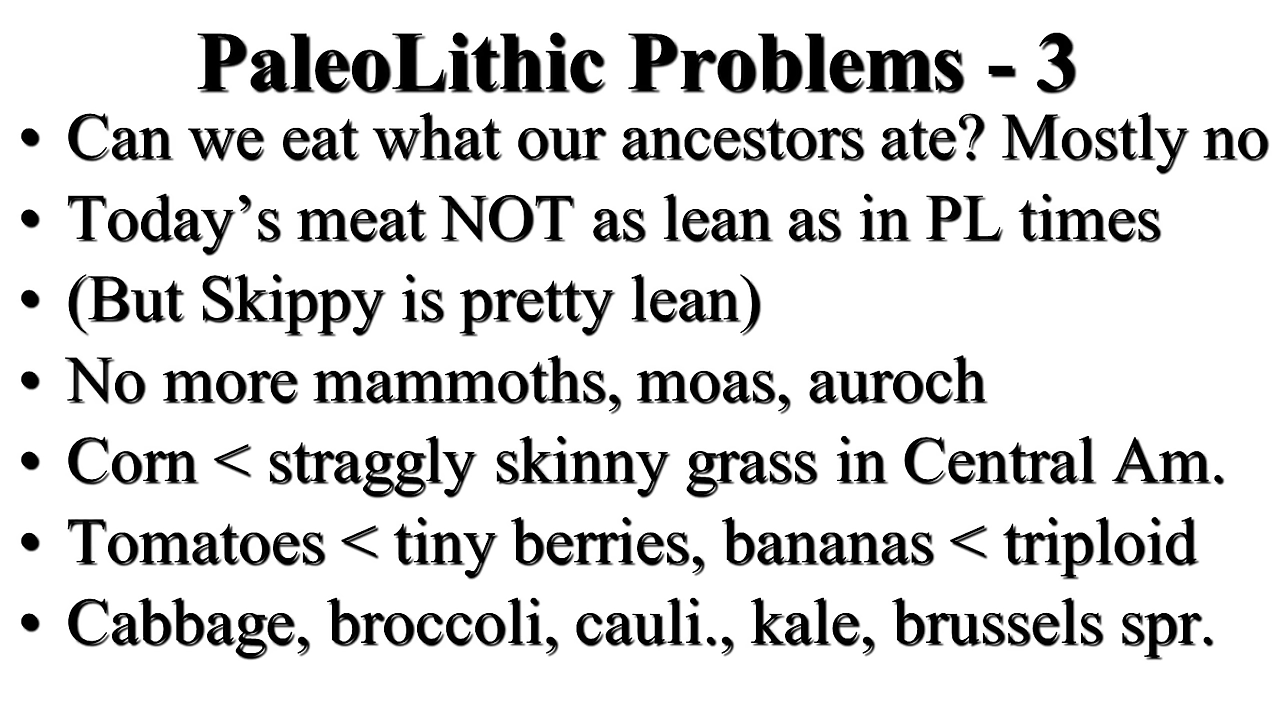 PaleoLithic Problems - 3
• Can we eat what our ancestors ate? Mostly no
• Today’s meat NOT as lean as in PL times
• (But Skippy is pretty lean)
• No more mammoths, moas, auroch
• Corn < straggly skinny grass in Central Am.
• Tomatoes < tiny berries, bananas < triploid
• Cabbage, broccoli, cauli., kale, brussels spr.